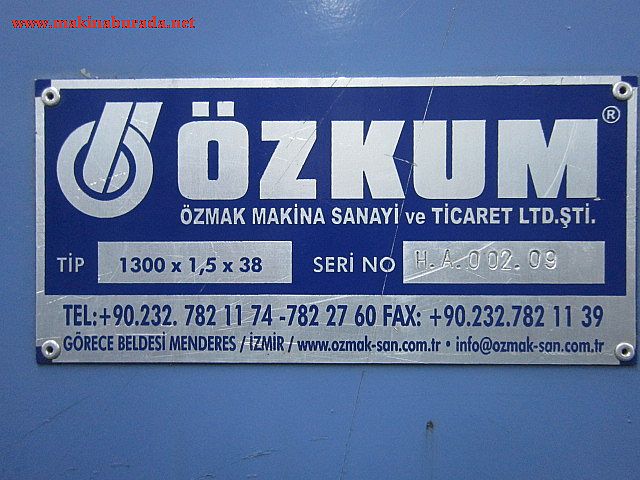 www.makinaburada.net
ÖZKUM®
ÖZMAK MAKİNA SANAYİ ve TİCARET LTD.ŞTİ.
TİP 1300 x 1,5 x 38 SERİ NO H.A.002.09
TEL:+90.232. 782 11 74 -782 27 60 FAX: +90.232.782 11 39
GÖRECE BELDESİ MENDERES / İZMİR / www.ozmak-san.com.tr • info@ozmak-san.com.tr